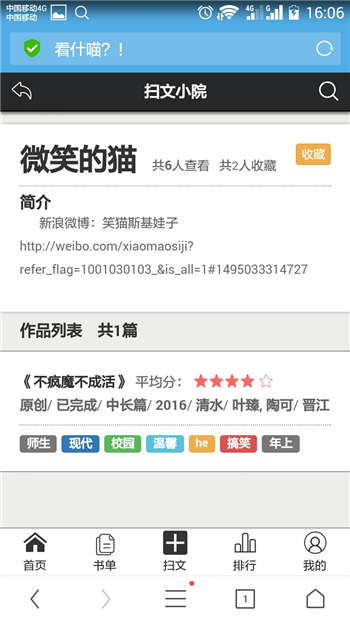 中国移动4G
中国移动
4G
G
16:06
看什喵？！
扫文小院
微笑的猫 共6人查看 共2人收藏 收藏
简介
新浪微博：笑猫斯基娃子
http://weibo.com/xiaomaosiji?
refer_flag=1001030103_&is_all=1#1495033314727
作品列表 共1篇
《 不疯魔不成活 》 平均分：
原创/ 已完成/ 中长篇/ 2016/ 清水/ 叶臻, 陶可/ 晋江
师生 现代 校园 温馨 he 搞笑 年上
首页 书单 扫文 排行 我的
1